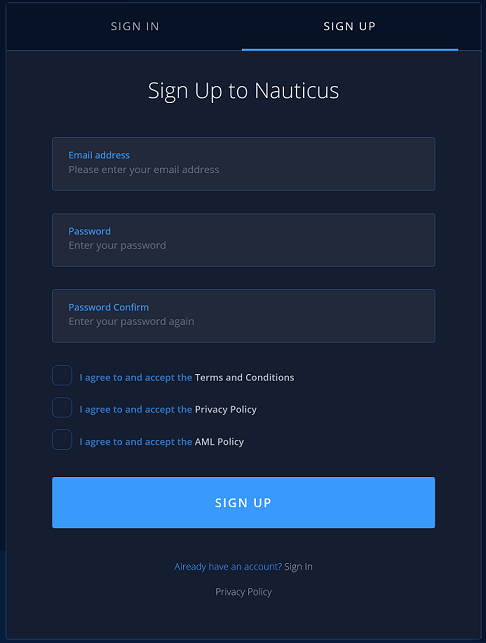 SIGN IN SIGN UP
Sign Up to Nauticus
Email address
Please enter your email address
Password
Enter your password
Password Confirm
Enter your password again
I agree to and accept the Terms and Conditions
I agree to and accept the Privacy Policy
I agree to and accept the AML Policy
SIGN UP
Already have an account? Sign In
Privacy Policy